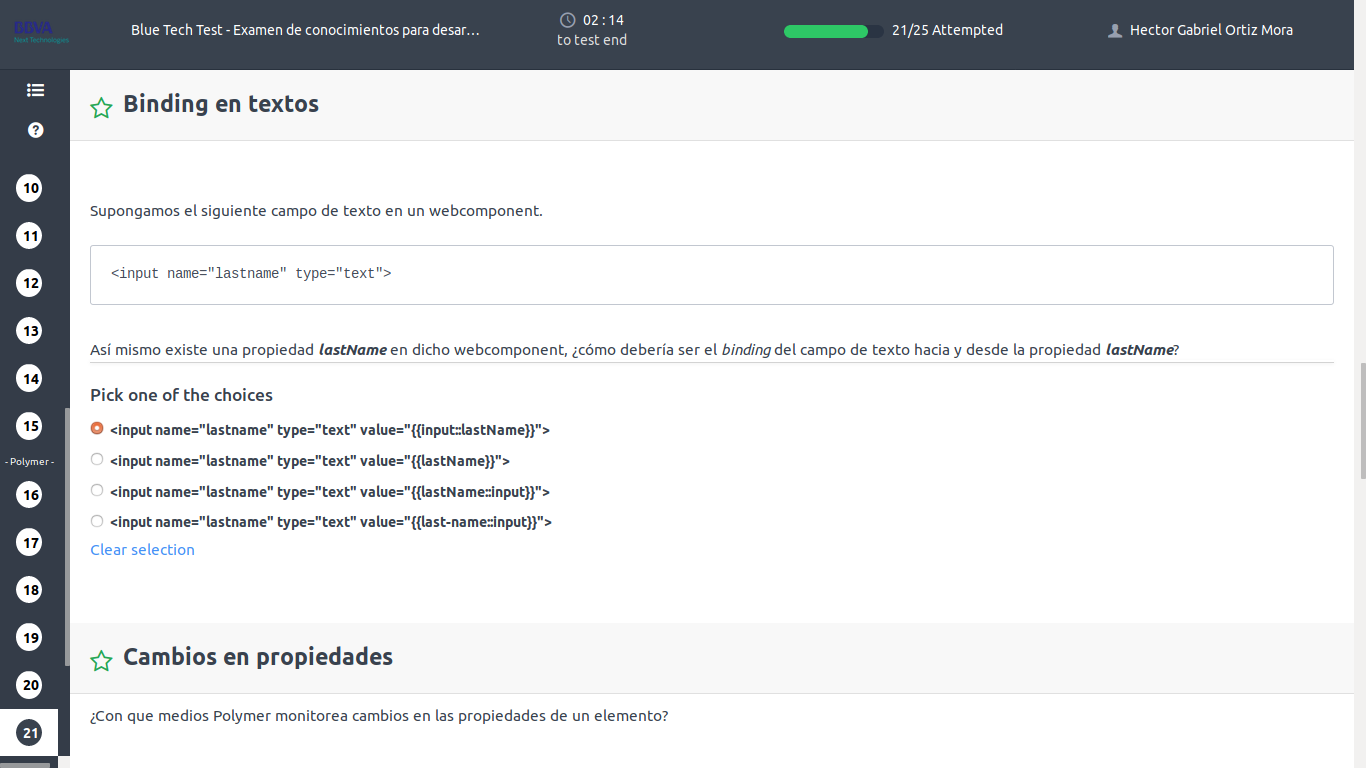 BBVA
Next Technologies
Blue Tech Test - Examen de conocimientos para desar...
02 : 14
to test end
21/25 Attempted
Hector Gabriel Ortiz Mora
Binding en textos
?
10
11
12
13
14
15
- Polymer -
16
17
18
19
20
21
Supongamos el siguiente campo de texto en un webcomponent.
<input name="lastname" type="text">
Así mismo existe una propiedad lastName en dicho webcomponent, ¿cómo debería ser el binding del campo de texto hacia y desde la propiedad lastName?
Pick one of the choices
<input name="lastname" type="text" value="{{input::lastName}}">
<input name="lastname" type="text" value="{{lastName}}">
<input name="lastname" type="text" value="{{lastName::input}}">
<input name="lastname" type="text" value="{{last-name::input}}">
Clear selection
Cambios en propiedades
¿Con que medios Polymer monitorea cambios en las propiedades de un elemento?